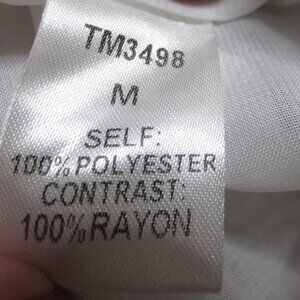 TM3498
M
SELF:
100% POLYESTER
CONTRAST:
100% RAYON